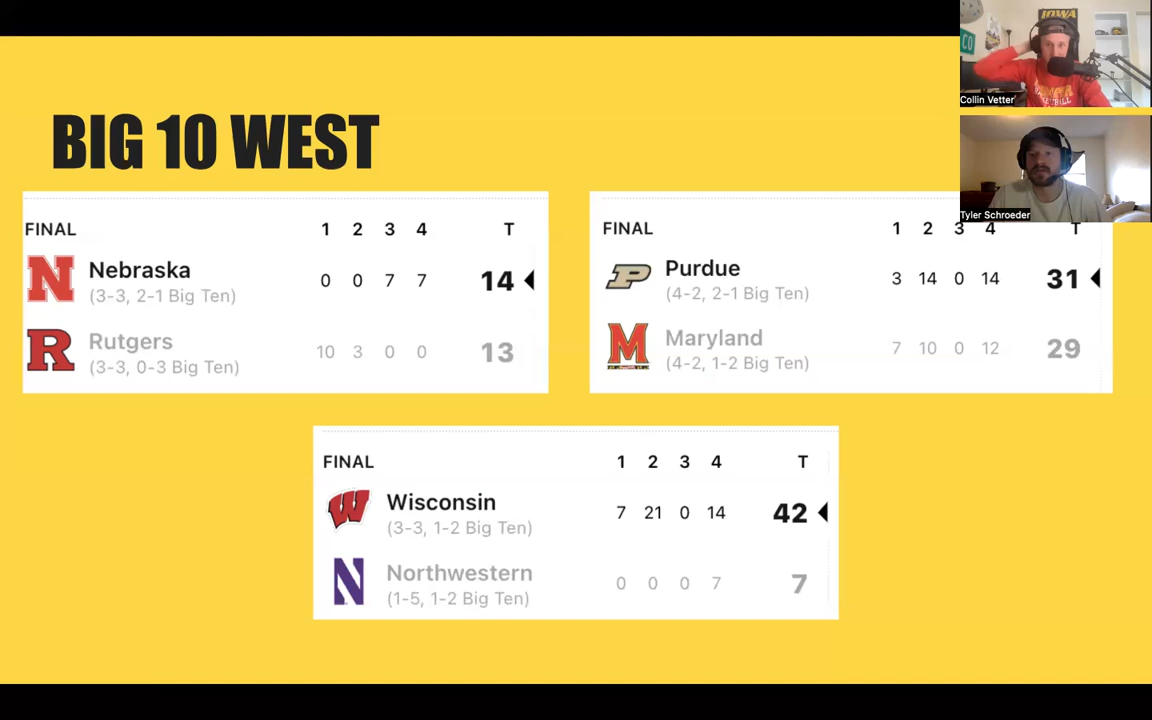 IOWA
CO
Collin Vetter
Tyler Schroeder
BIG 10 WEST
FINAL 1 2 3 4 T
N Nebraska 0 0 7 7 14
(3-3, 2-1 Big Ten)
R Rutgers 10 3 0 0 13
(3-3, 0-3 Big Ten)
FINAL 1 2 3 4 T
P Purdue 3 14 0 14 31
(4-2, 2-1 Big Ten)
M Maryland 7 10 0 12 29
(4-2, 1-2 Big Ten)
FINAL 1 2 3 4 T
W Wisconsin 7 21 0 14 42
(3-3, 1-2 Big Ten)
N Northwestern 0 0 0 7 7
(1-5, 1-2 Big Ten)